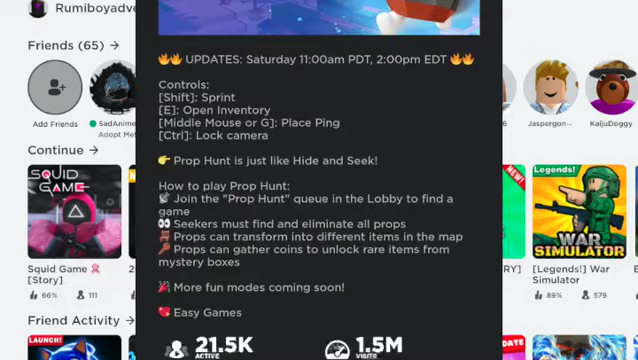 Rumiboyadve
Friends (65) →
Add Friends
SadAnime
Adopt Me
Jaspergon...
KaijuDoggy
Continue →
SQUID GAME
Squid Game
[Story]
66% 111
NEW!
RY]
Legends!
WAR SIMULATOR
[Legends!] War
Simulator
89% 579
Friend Activity →
LAUNCH!
🔥🔥 UPDATES: Saturday 11:00am PDT, 2:00pm EDT 🔥🔥
Controls:
[Shift]: Sprint
[E]: Open Inventory
[Middle Mouse or G]: Place Ping
[Ctrl]: Lock camera
👉 Prop Hunt is just like Hide and Seek!
How to play Prop Hunt:
Join the "Prop Hunt" queue in the Lobby to find a
game
👀 Seekers must find and eliminate all props
Props can transform into different items in the map
Props can gather coins to unlock rare items from
mystery boxes
🎉 More fun modes coming soon!
💖 Easy Games
21.5K
ACTIVE
1.5M
VISITS